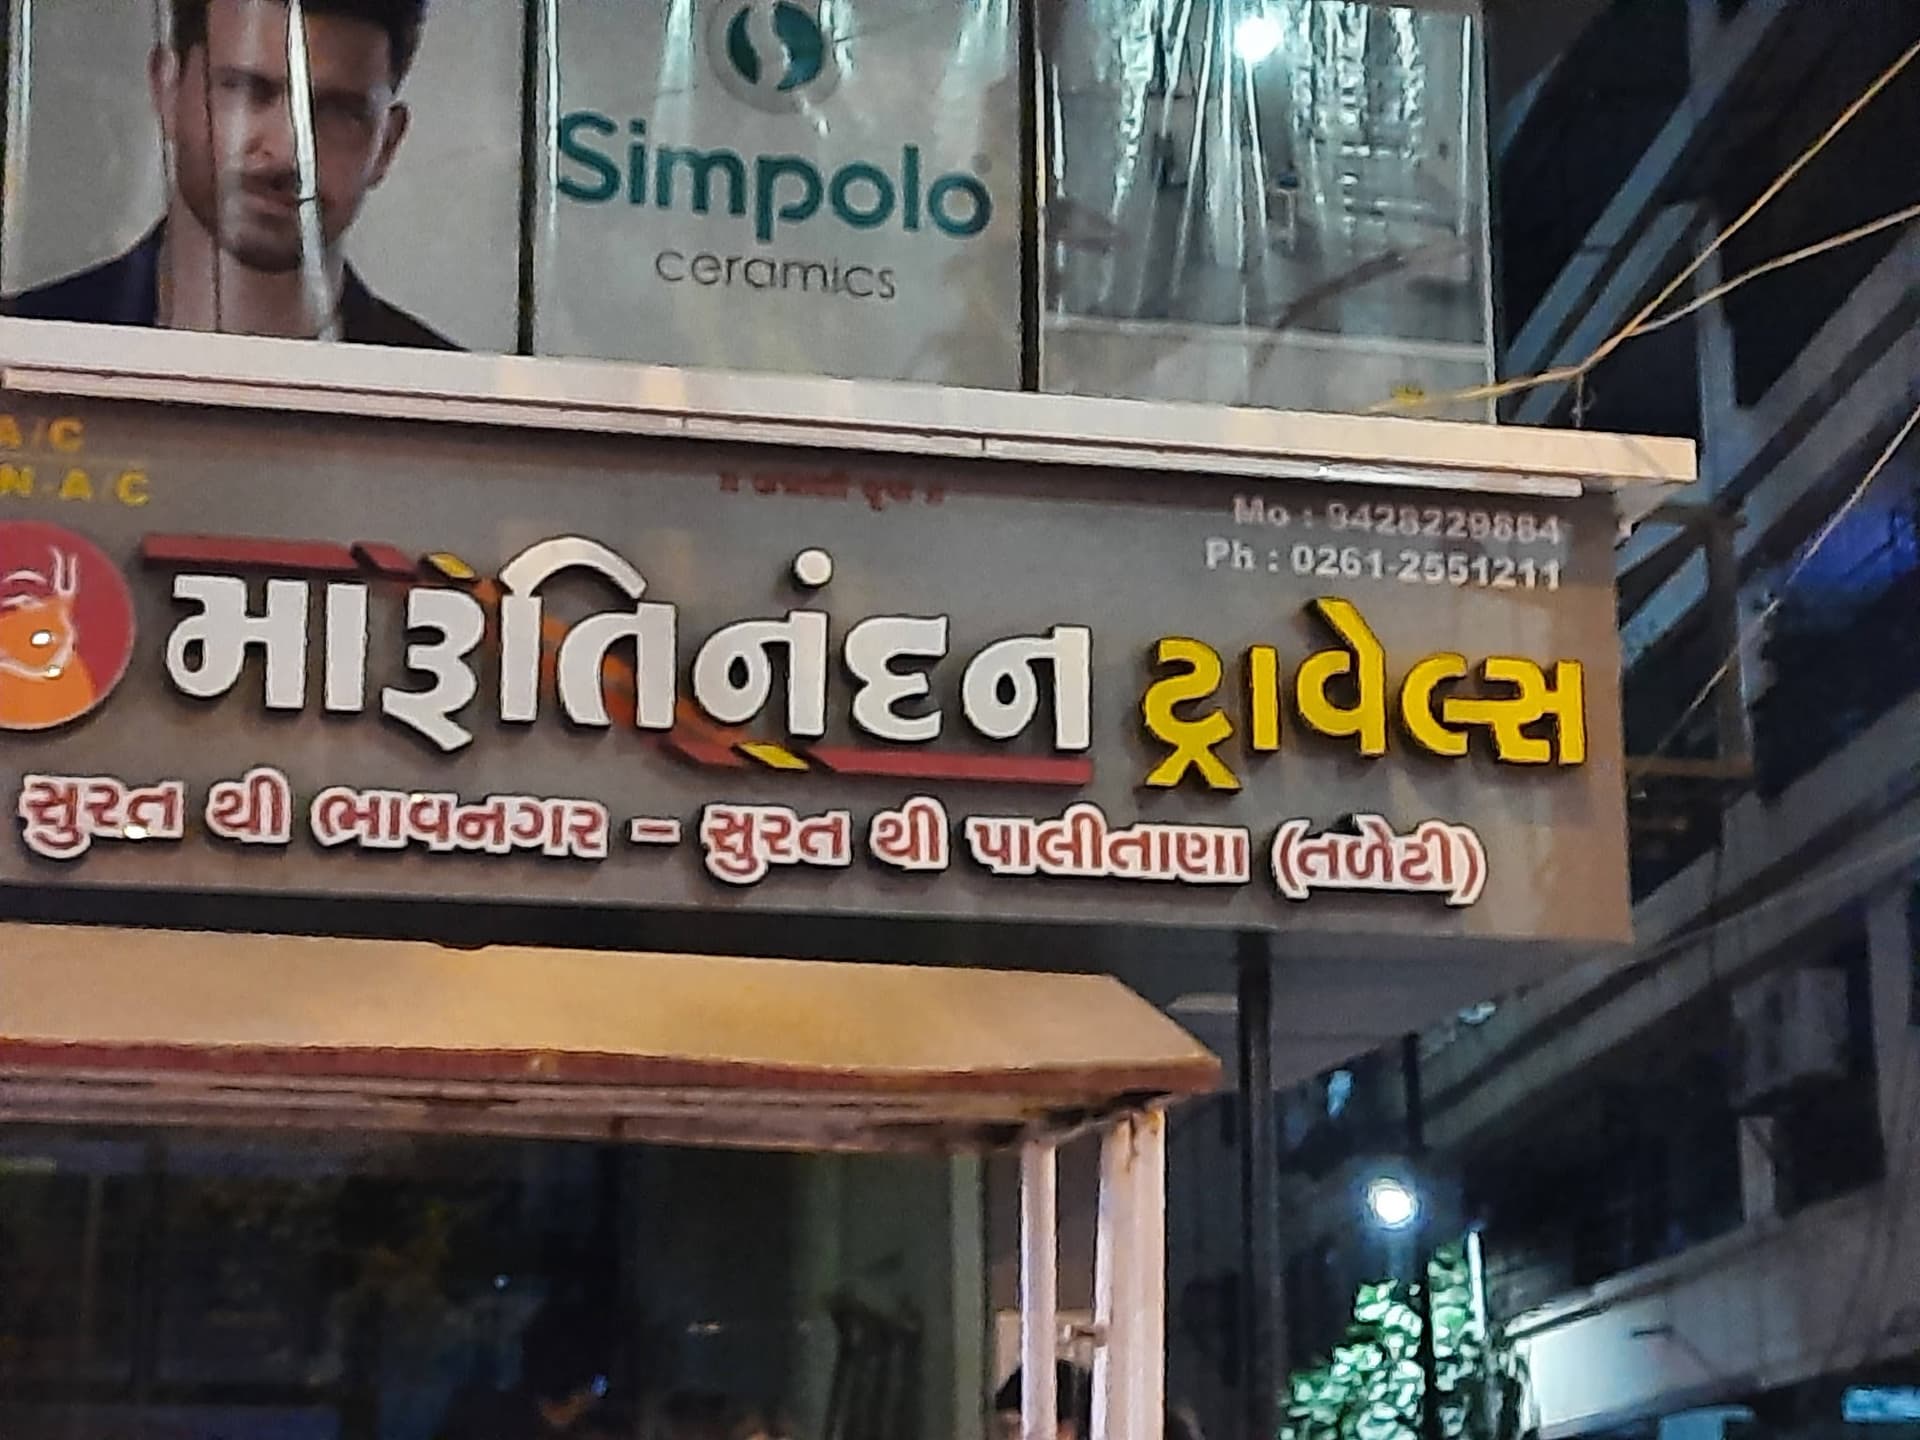 Simpolo
ceramics
A/C
N-A/C
Mo : 9428229884
Ph : 0261-2551211
મારૂતિનંદન ટ્રાવેલ્સ
સુરત થી ભાવનગર - સુરત થી પાલીતાણા (તળેટી)